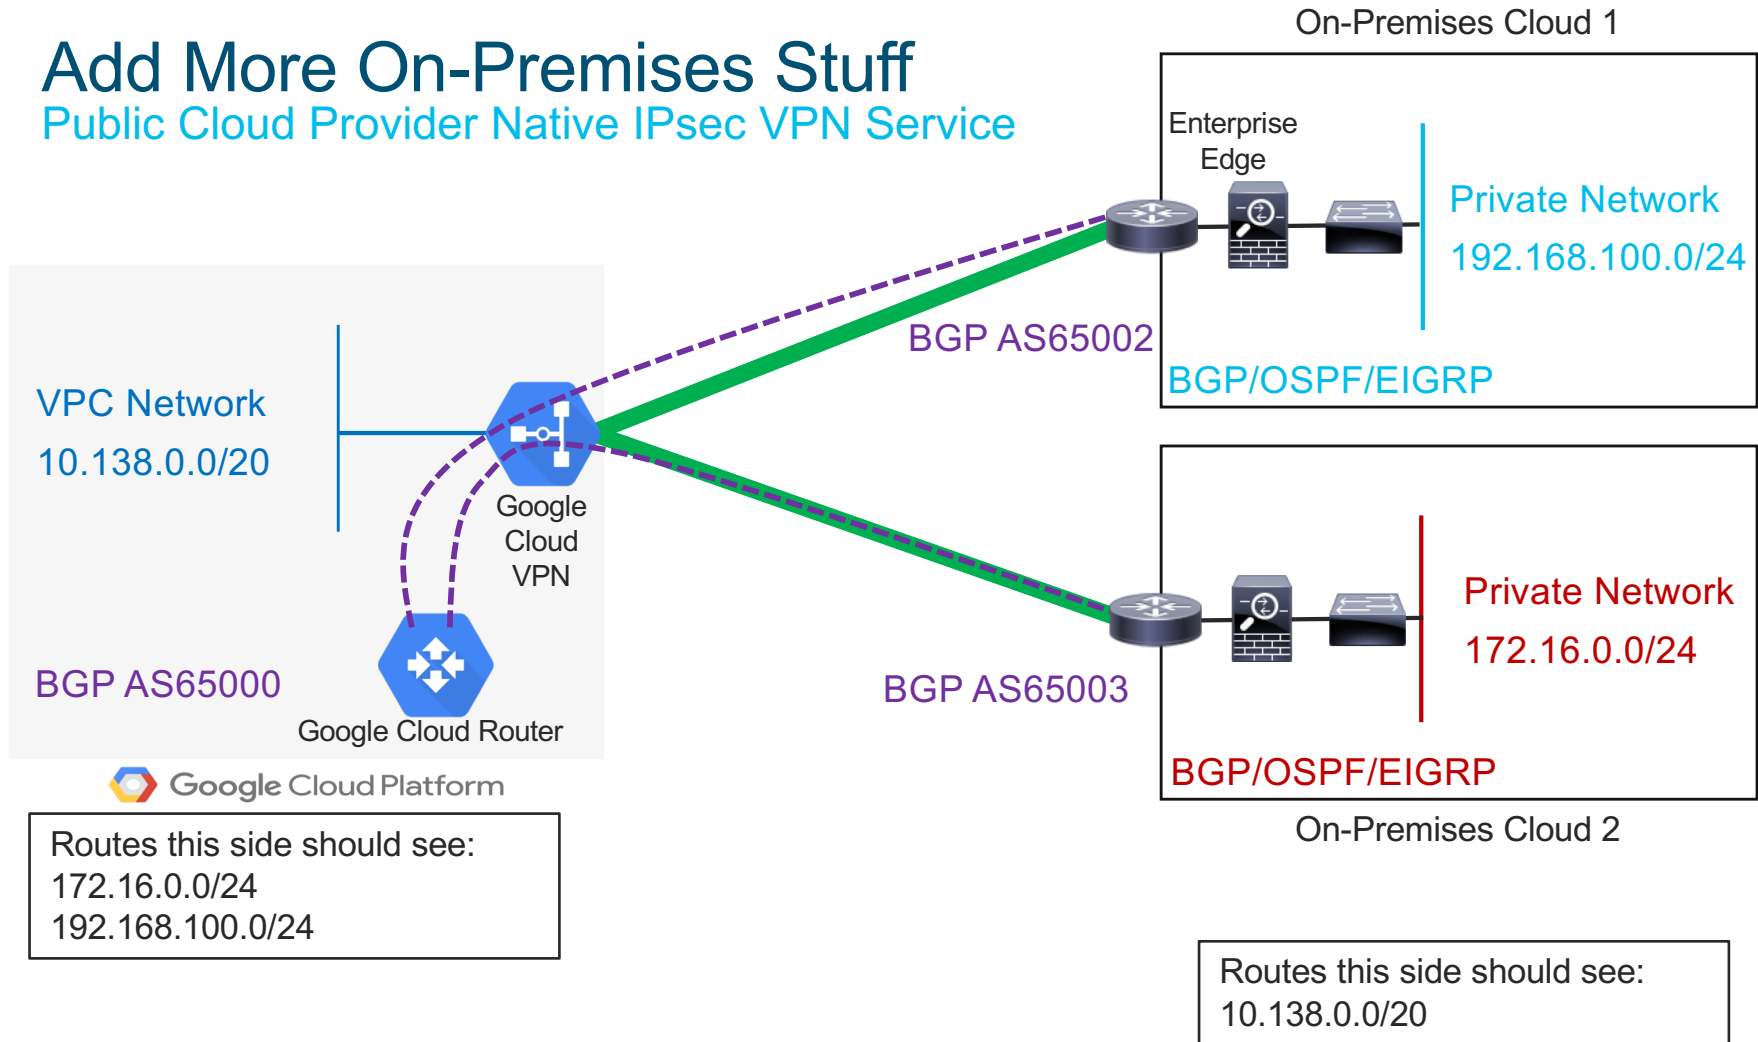 Add More On-Premises Stuff
Public Cloud Provider Native IPsec VPN Service
On-Premises Cloud 1
Enterprise
Edge
Private Network
192.168.100.0/24
BGP AS65002
BGP/OSPF/EIGRP
VPC Network
10.138.0.0/20
Google
Cloud
VPN
BGP AS65000
Google Cloud Router
Google Cloud Platform
BGP AS65003
Private Network
172.16.0.0/24
BGP/OSPF/EIGRP
On-Premises Cloud 2
Routes this side should see:
172.16.0.0/24
192.168.100.0/24
Routes this side should see:
10.138.0.0/20